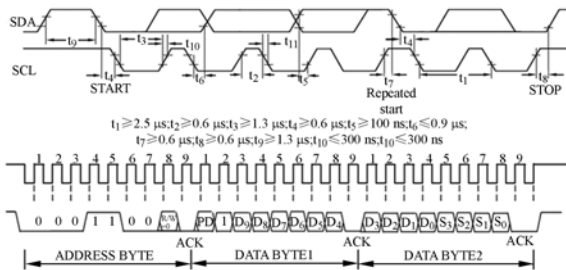 SDA
t9 t3 t10 t11 t4
SCL
t4 t6 t2 t5 t7 t1 t8
START Repeated start STOP
t1≥2.5 μs;t2≥0.6 μs;t3≥1.3 μs;t4≥0.6 μs;t5≥100 ns;t6≤0.9 μs;
t7≥0.6 μs;t8≥0.6 μs;t9≥1.3 μs;t10≤300 ns;t10≤300 ns
1 2 3 4 5 6 7 8 9 1 2 3 4 5 6 7 8 9 1 2 3 4 5 6 7 8 9
0 0 0 1 1 0 0 R/W=0 PD 1 D9 D8 D7 D6 D5 D4 D3 D2 D1 D0 S3 S2 S1 S0
ACK ACK ACK
ADDRESS BYTE DATA BYTE1 DATA BYTE2